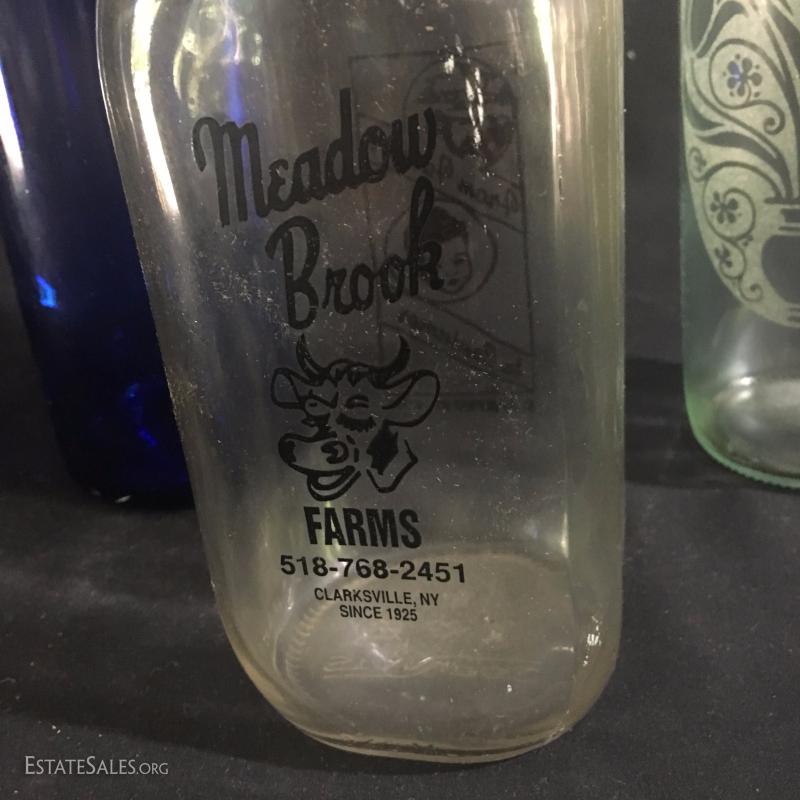 Meadow
Brook
FARMS
518-768-2451
CLARKSVILLE, NY
SINCE 1925
ESTATESALES.ORG